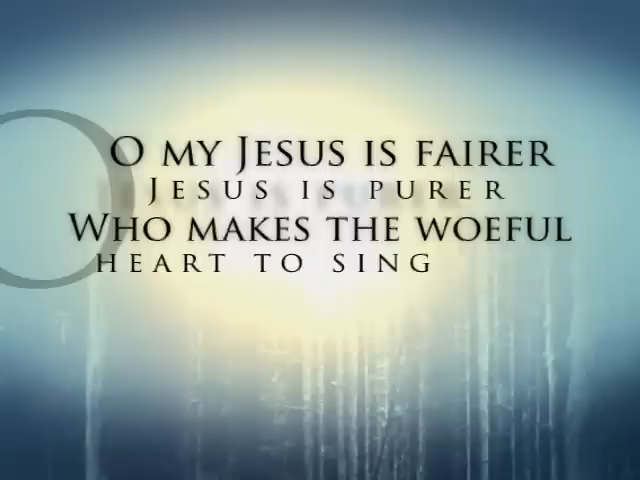 O my Jesus is fairer
Jesus is purer
Who makes the woeful
heart to sing